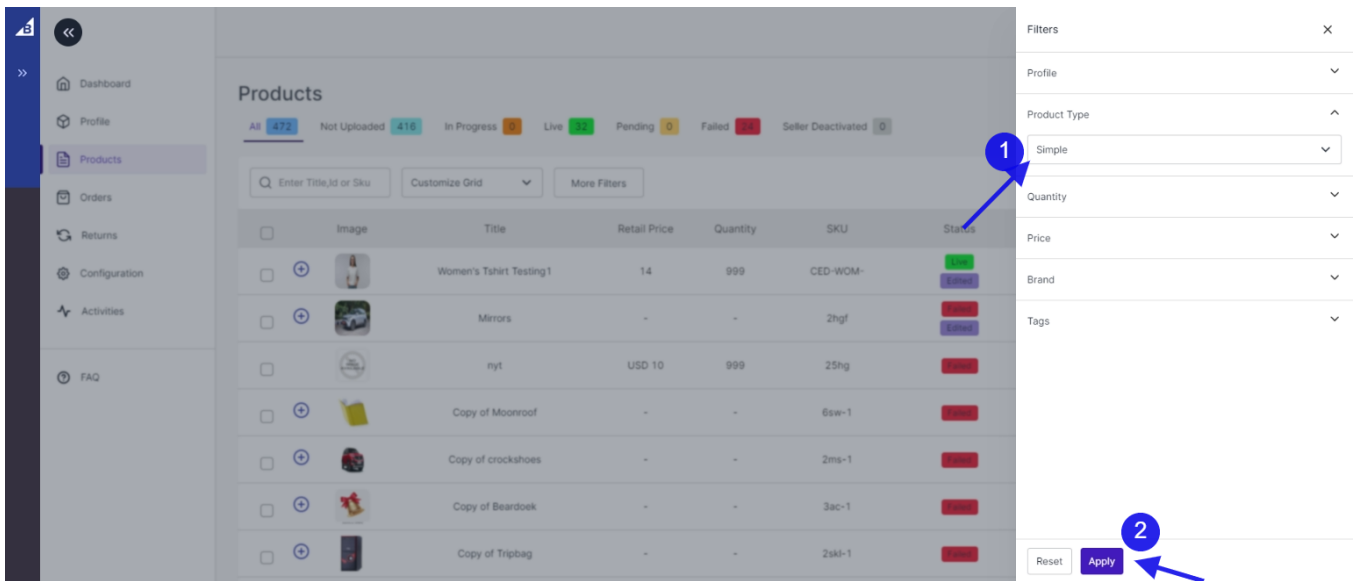 B
Dashboard
Profile
Products
Orders
Returns
Configuration
Activities
FAQ
Products
All 472 Not Uploaded 416 In Progress 0 Live 32 Pending 0 Failed 24 Seller Deactivated 0
Enter Title,Id or Sku Customize Grid More Filters
Image Title Retail Price Quantity SKU Status
Women's Tshirt Testing1 14 999 CED-WOM- Live
Edited
Mirrors - - 2hgf Failed
Edited
nyt USD 10 999 25hg Failed
Copy of Moonroof - - 6sw-1 Failed
Copy of crockshoes - - 2ms-1 Failed
Copy of Beardoek - - 3ac-1 Failed
Copy of Tripbag - - 2skl-1 Failed
Filters
Profile
Product Type
1
Simple
Quantity
Price
Brand
Tags
2
Reset Apply